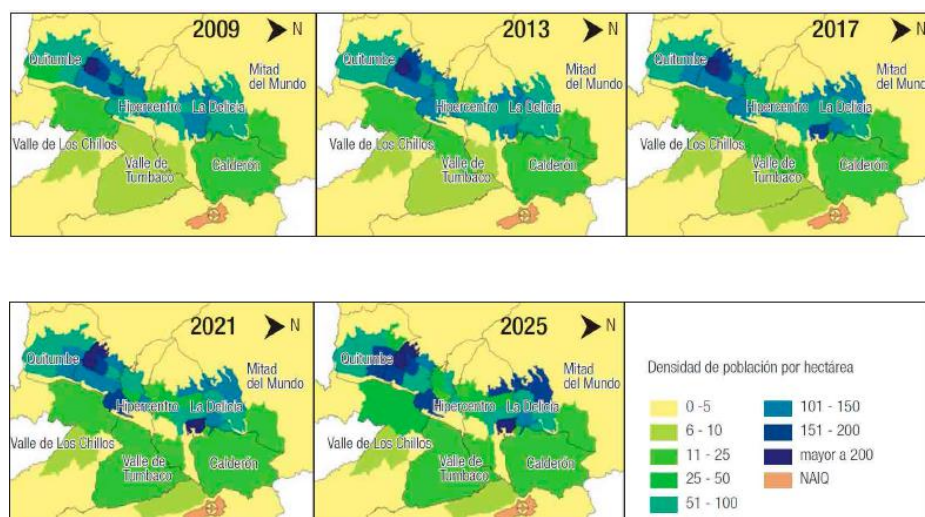 2009
N
Quitumbe
Mitad
del Mundo
Hipercentro
La Delicia
Valle de Los Chillos
Valle de
Tumbaco
Calderón
2013
N
Quitumbe
Mitad
del Mundo
Hipercentro
La Delicia
Valle de Los Chillos
Valle de
Tumbaco
Calderón
2017
N
Quitumbe
Mitad
del Mund
Hipercentro
La Delicia
Valle de Los Chillos
Valle de
Tumbaco
Calderón
2021
N
Quitumbe
Mitad
del Mundo
Hipercentro
La Delicia
Valle de Los Chillos
Valle de
Tumbaco
Calderón
2025
N
Quitumbe
Mitad
del Mundo
Hipercentro
La Delicia
Valle de Los Chillos
Valle de
Tumbaco
Calderón
Densidad de población por hectárea
0 -5
6 - 10
11 - 25
25 - 50
51 - 100
101 - 150
151 - 200
mayor a 200
NAIQ